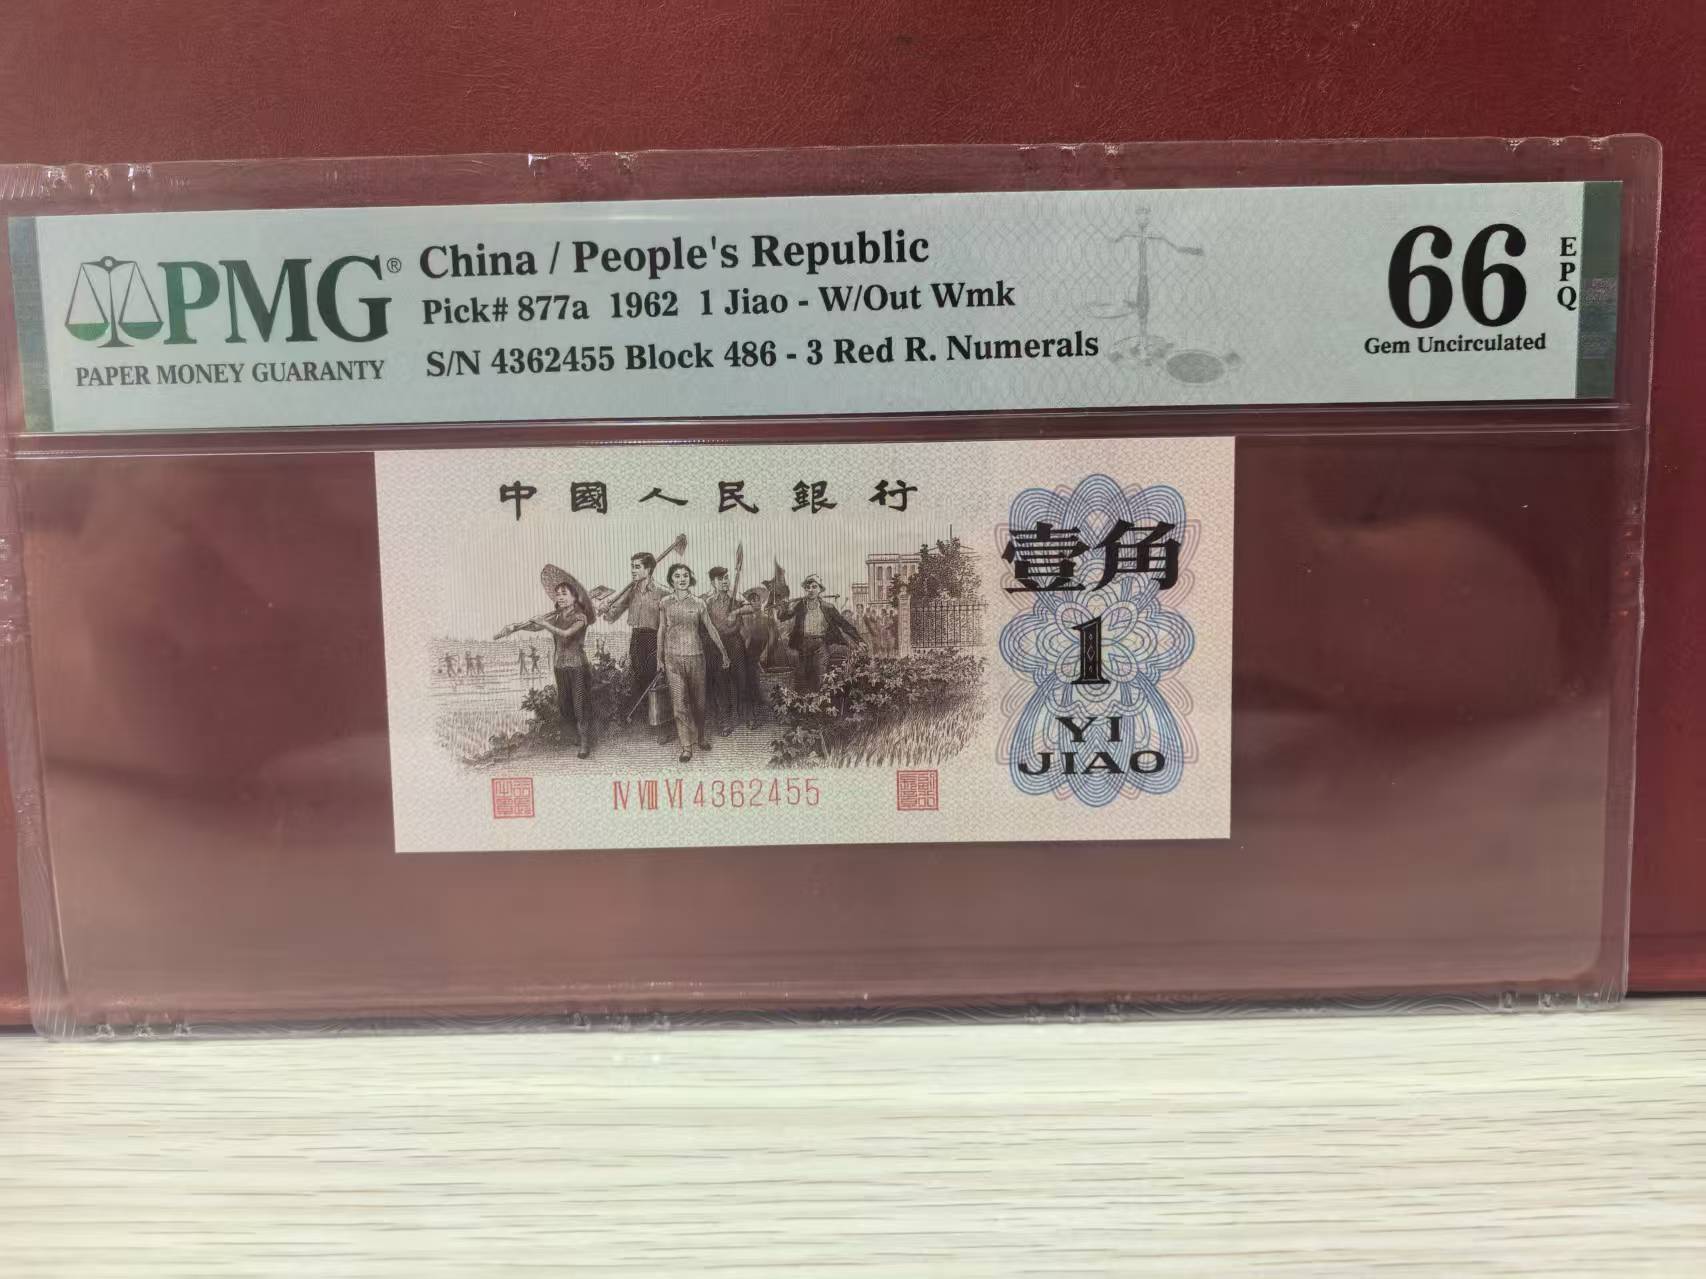 PMG®
PAPER MONEY GUARANTY
China / People's Republic
Pick# 877a 1962 1 Jiao - W/Out Wmk
S/N 4362455 Block 486 - 3 Red R. Numerals
66 EPQ
Gem Uncirculated
中國人民銀行
壹角
1
YI
JIAO
IV VIII VI 4362455